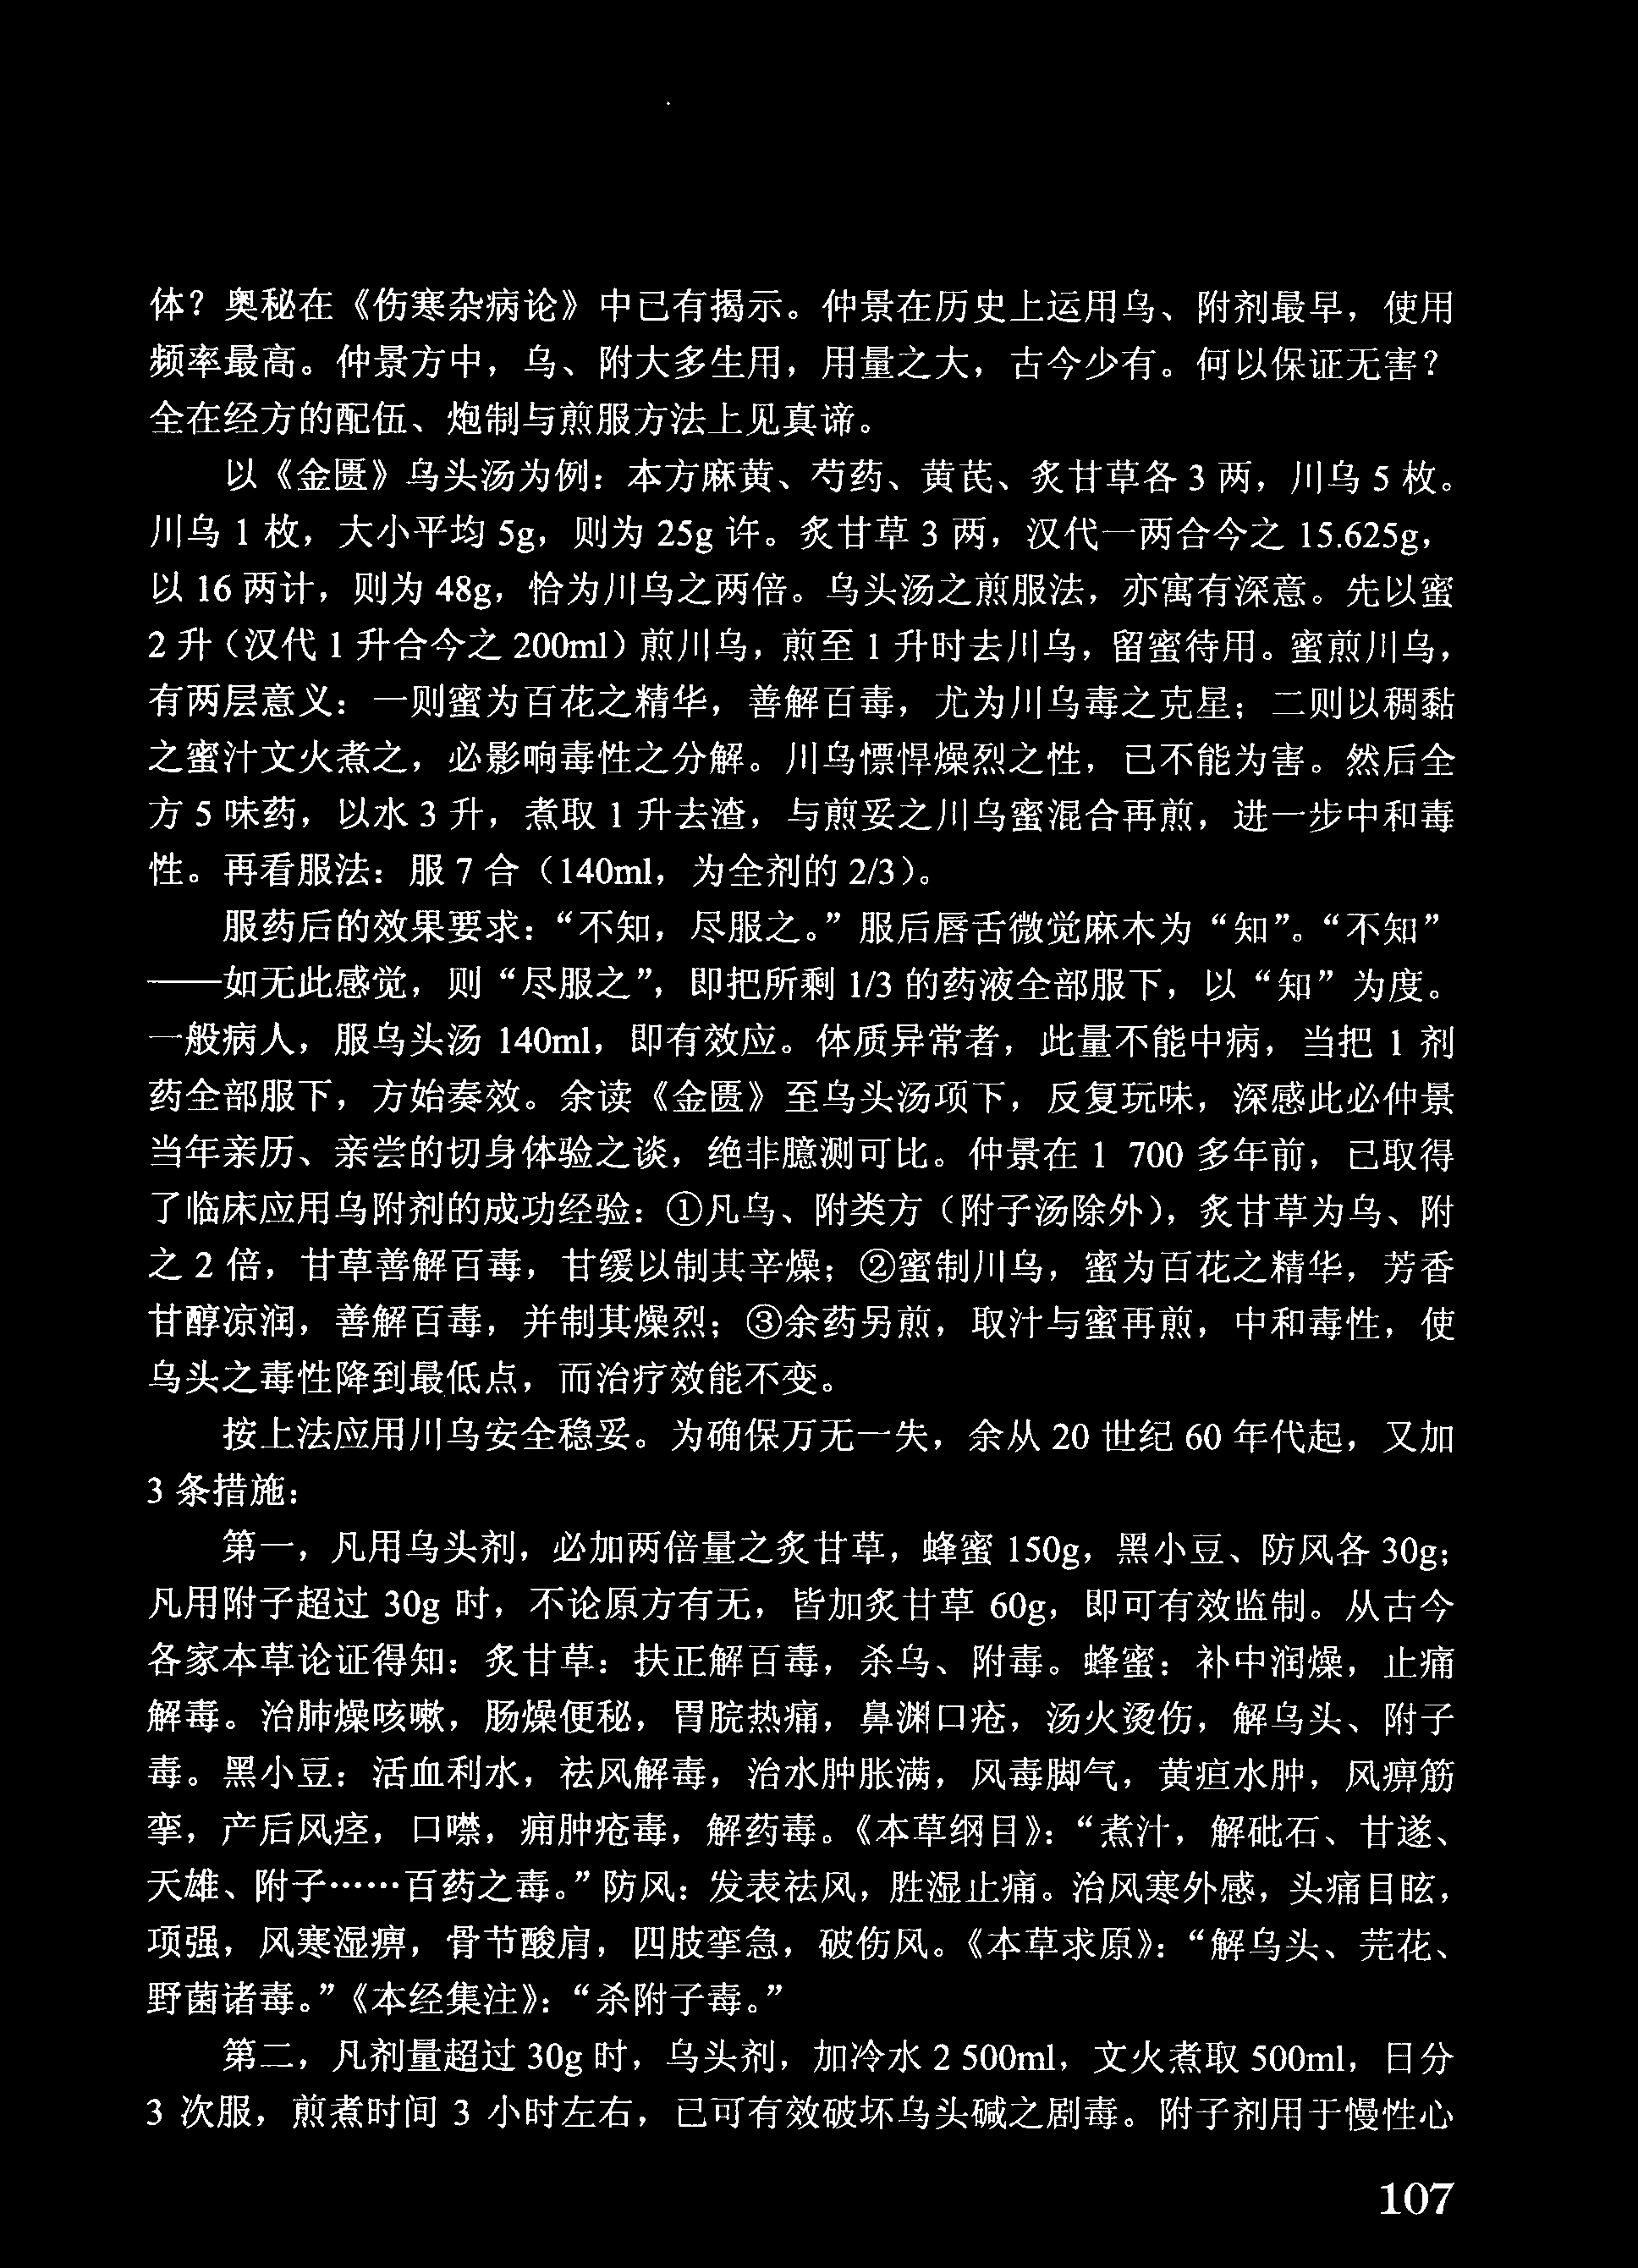 体？奥秘在《伤寒杂病论》中已有揭示。仲景在历史上运用乌、附剂最早，使用
频率最高。仲景方中，乌、附大多生用，用量之大，古今少有。何以保证无害？
全在经方的配伍、炮制与煎服方法上见真谛。
以《金匮》乌头汤为例：本方麻黄、芍药、黄芪、炙甘草各 3 两，川乌 5 枚。
川乌 1 枚，大小平均 5g，则为 25g 许。炙甘草 3 两，汉代一两合今之 15.625g，
以 16 两计，则为 48g，恰为川乌之两倍。乌头汤之煎服法，亦寓有深意。先以蜜
2 升（汉代 1 升合今之 200ml）煎川乌，煎至 1 升时去川乌，留蜜待用。蜜煎川乌，
有两层意义：一则蜜为百花之精华，善解百毒，尤为川乌毒之克星；二则以稠黏
之蜜汁文火煮之，必影响毒性之分解。川乌慓悍燥烈之性，已不能为害。然后全
方 5 味药，以水 3 升，煮取 1 升去渣，与煎妥之川乌蜜混合再煎，进一步中和毒
性。再看服法：服 7 合（140ml，为全剂的 2/3）。
服药后的效果要求：“不知，尽服之。”服后唇舌微觉麻木为“知”。“不知”
——如无此感觉，则“尽服之”，即把所剩 1/3 的药液全部服下，以“知”为度。
一般病人，服乌头汤 140ml，即有效应。体质异常者，此量不能中病，当把 1 剂
药全部服下，方始奏效。余读《金匮》至乌头汤项下，反复玩味，深感此必仲景
当年亲历、亲尝的切身体验之谈，绝非臆测可比。仲景在 1 700 多年前，已取得
了临床应用乌附剂的成功经验：①凡乌、附类方（附子汤除外），炙甘草为乌、附
之 2 倍，甘草善解百毒，甘缓以制其辛燥；②蜜制川乌，蜜为百花之精华，芳香
甘醇凉润，善解百毒，并制其燥烈；③余药另煎，取汁与蜜再煎，中和毒性，使
乌头之毒性降到最低点，而治疗效能不变。
按上法应用川乌安全稳妥。为确保万无一失，余从 20 世纪 60 年代起，又加
3 条措施：
第一，凡用乌头剂，必加两倍量之炙甘草，蜂蜜 150g，黑小豆、防风各 30g；
凡用附子超过 30g 时，不论原方有无，皆加炙甘草 60g，即可有效监制。从古今
各家本草论证得知：炙甘草：扶正解百毒，杀乌、附毒。蜂蜜：补中润燥，止痛
解毒。治肺燥咳嗽，肠燥便秘，胃脘热痛，鼻渊口疮，汤火烫伤，解乌头、附子
毒。黑小豆：活血利水，祛风解毒，治水肿胀满，风毒脚气，黄疸水肿，风痹筋
挛，产后风痉，口噤，痈肿疮毒，解药毒。《本草纲目》：“煮汁，解砒石、甘遂、
天雄、附子……百药之毒。”防风：发表祛风，胜湿止痛。治风寒外感，头痛目眩，
项强，风寒湿痹，骨节酸肩，四肢挛急，破伤风。《本草求原》：“解乌头、芫花、
野菌诸毒。”《本经集注》：“杀附子毒。”
第二，凡剂量超过 30g 时，乌头剂，加冷水 2 500ml，文火煮取 500ml，日分
3 次服，煎煮时间 3 小时左右，已可有效破坏乌头碱之剧毒。附子剂用于慢性心
107